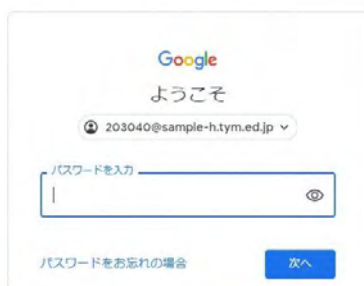 Google
ようこそ
203040@sample-h.tym.ed.jp
パスワードを入力
パスワードをお忘れの場合
次へ